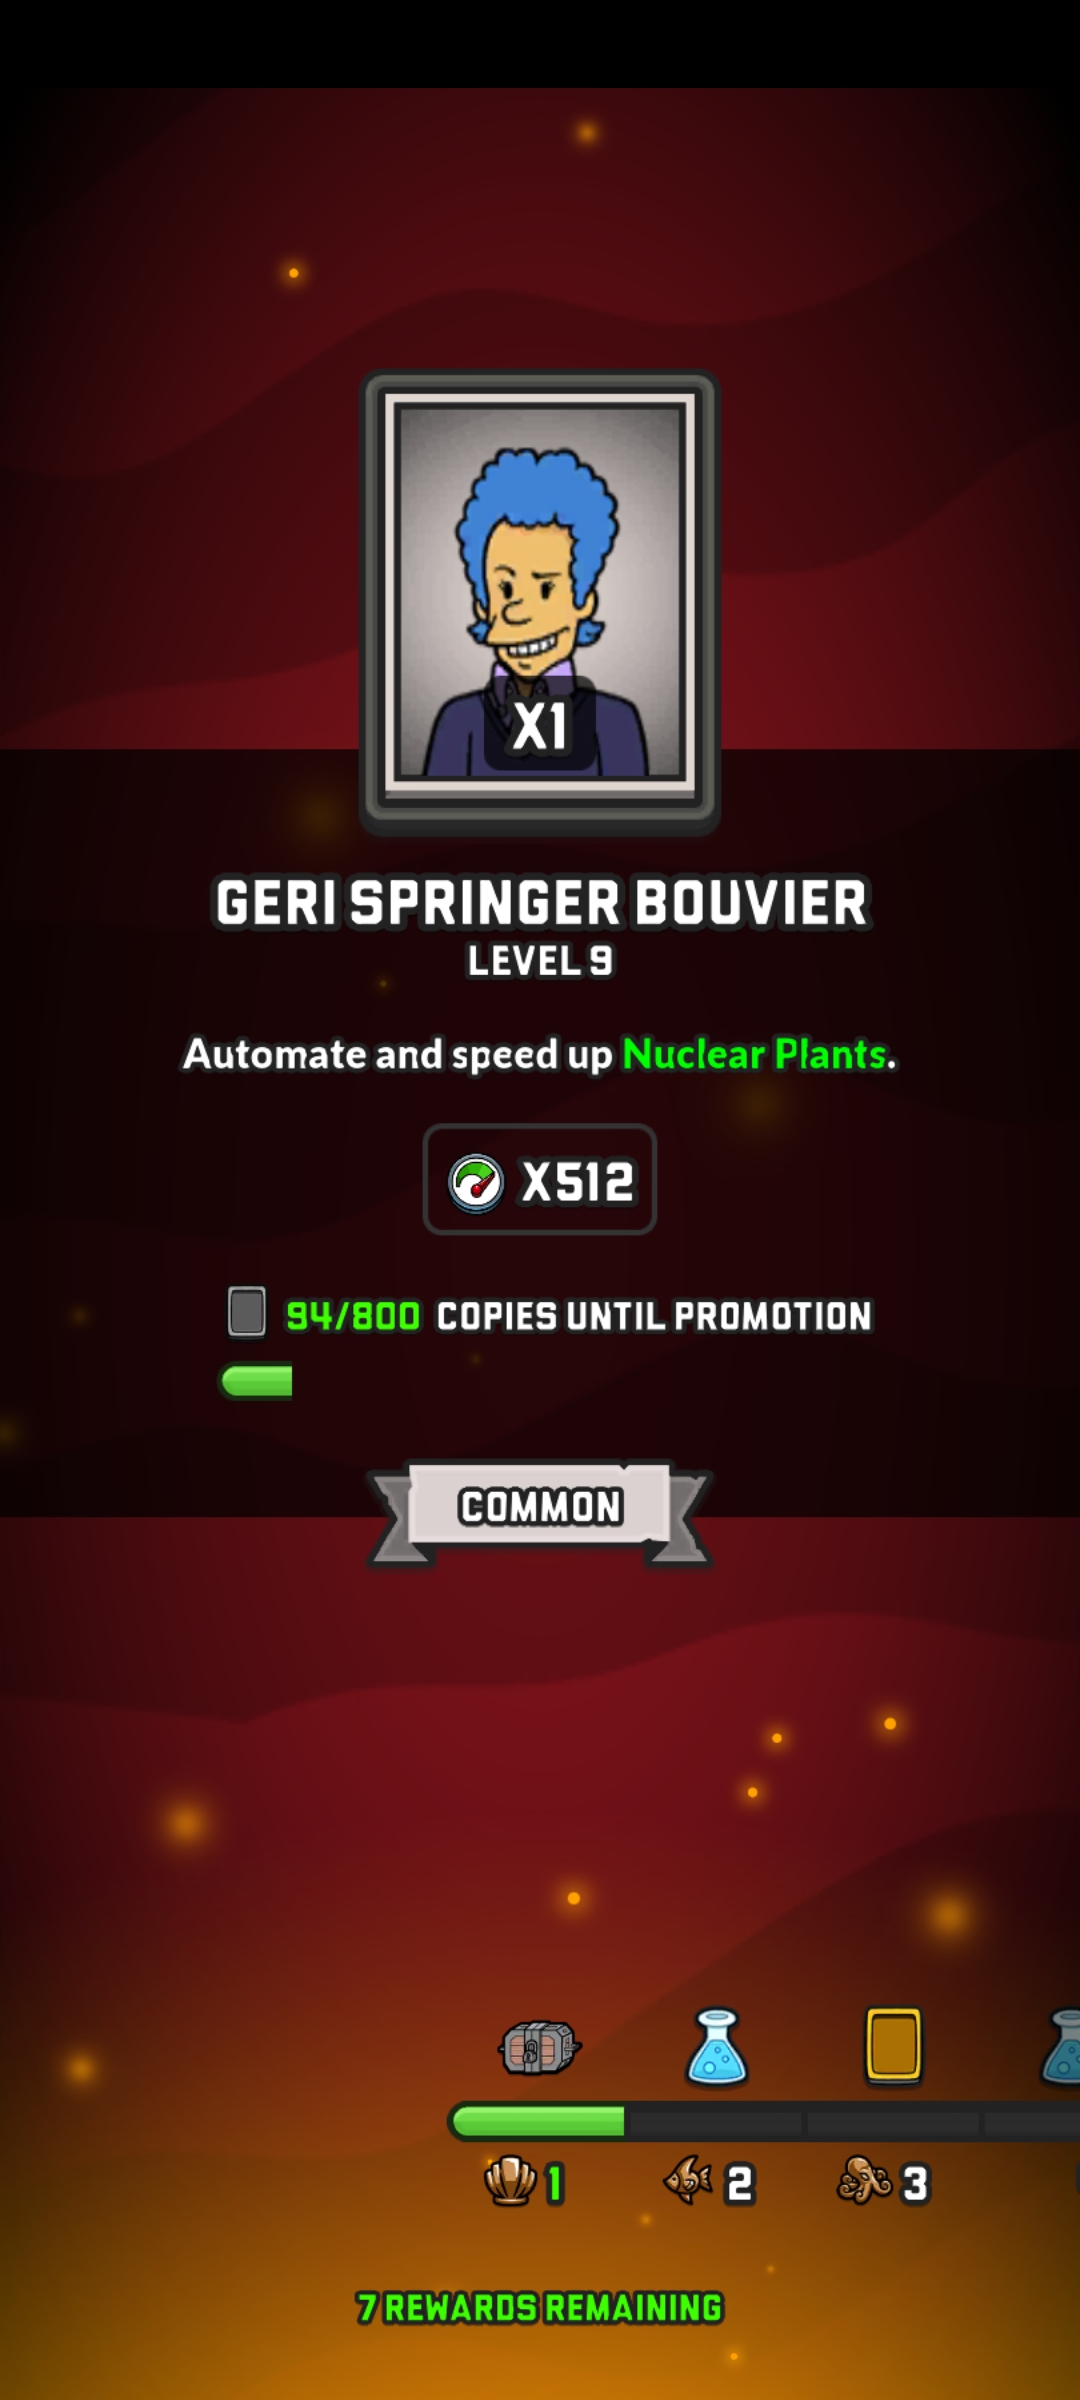 X1
GERI SPRINGER BOUVIER
LEVEL 9
Automate and speed up Nuclear Plants.
X512
94/800 COPIES UNTIL PROMOTION
COMMON
1 2 3
7 REWARDS REMAINING